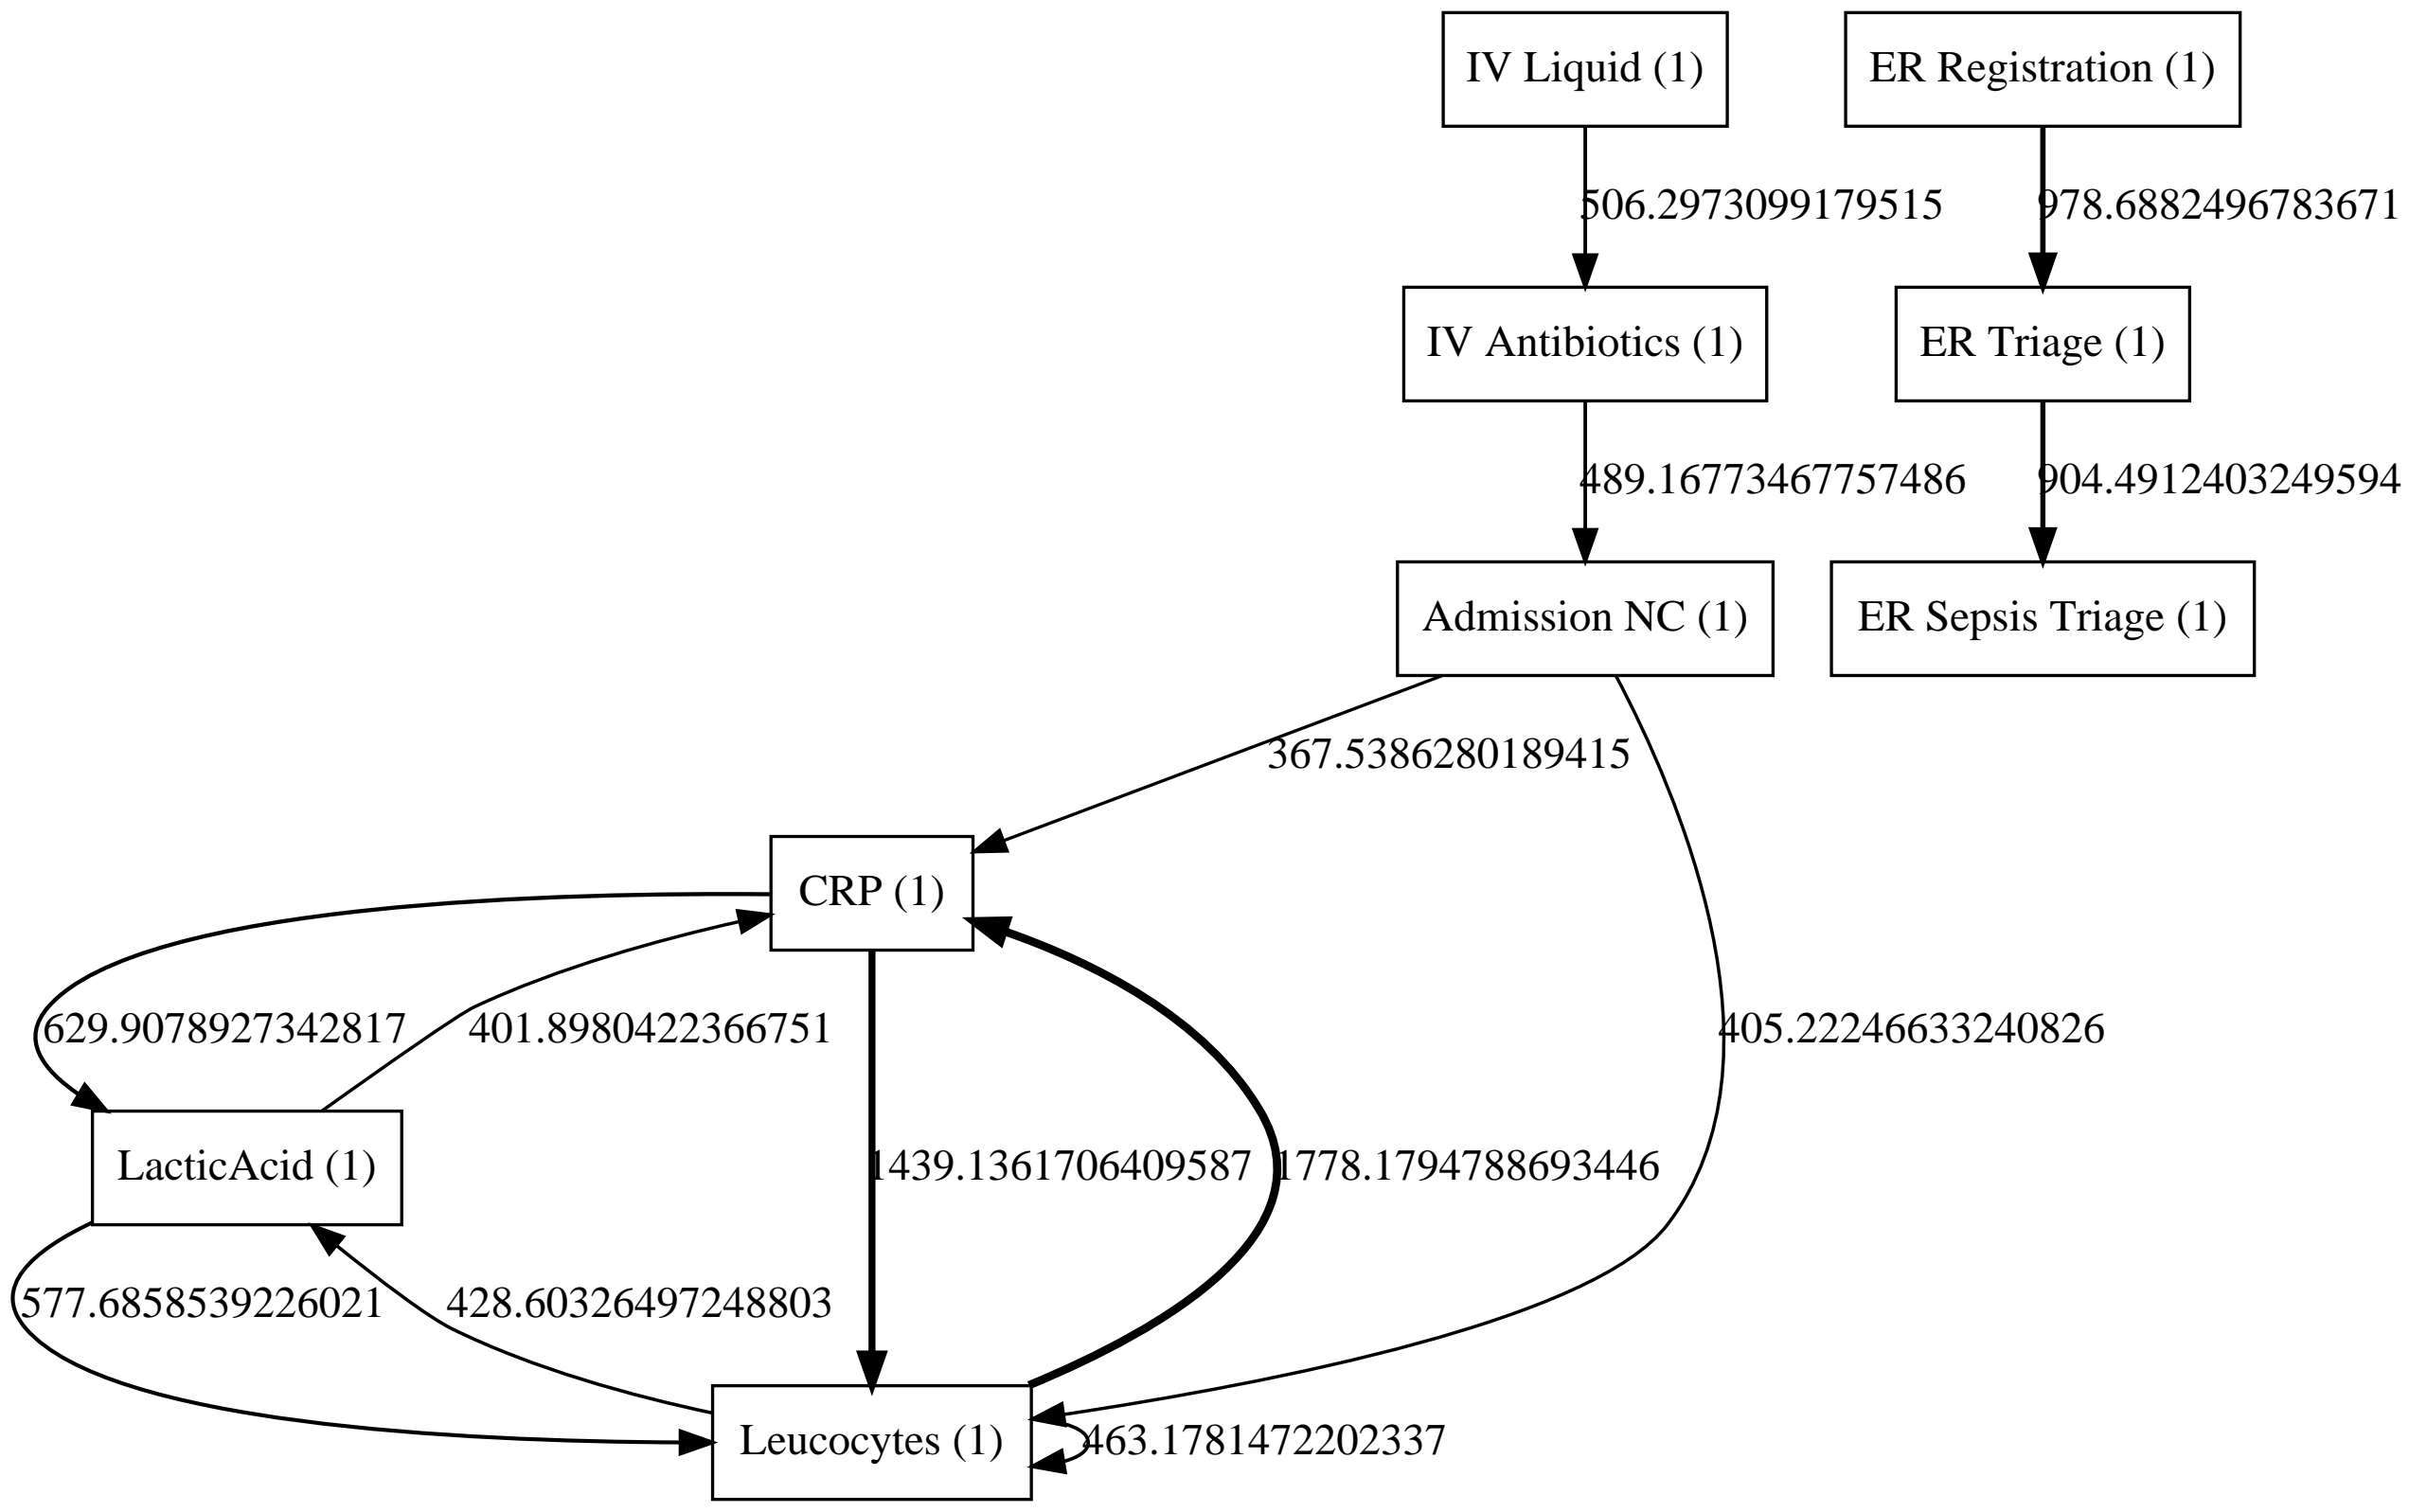 IV Liquid (1)
ER Registration (1)
506.2973099179515
978.6882496783671
IV Antibiotics (1)
ER Triage (1)
489.16773467757486
904.4912403249594
Admission NC (1)
ER Sepsis Triage (1)
367.5386280189415
CRP (1)
629.9078927342817
401.8980422366751
405.22246633240826
LacticAcid (1)
1439.1361706409587
1778.1794788693446
577.6858539226021
428.60326497248803
Leucocytes (1)
463.1781472202337